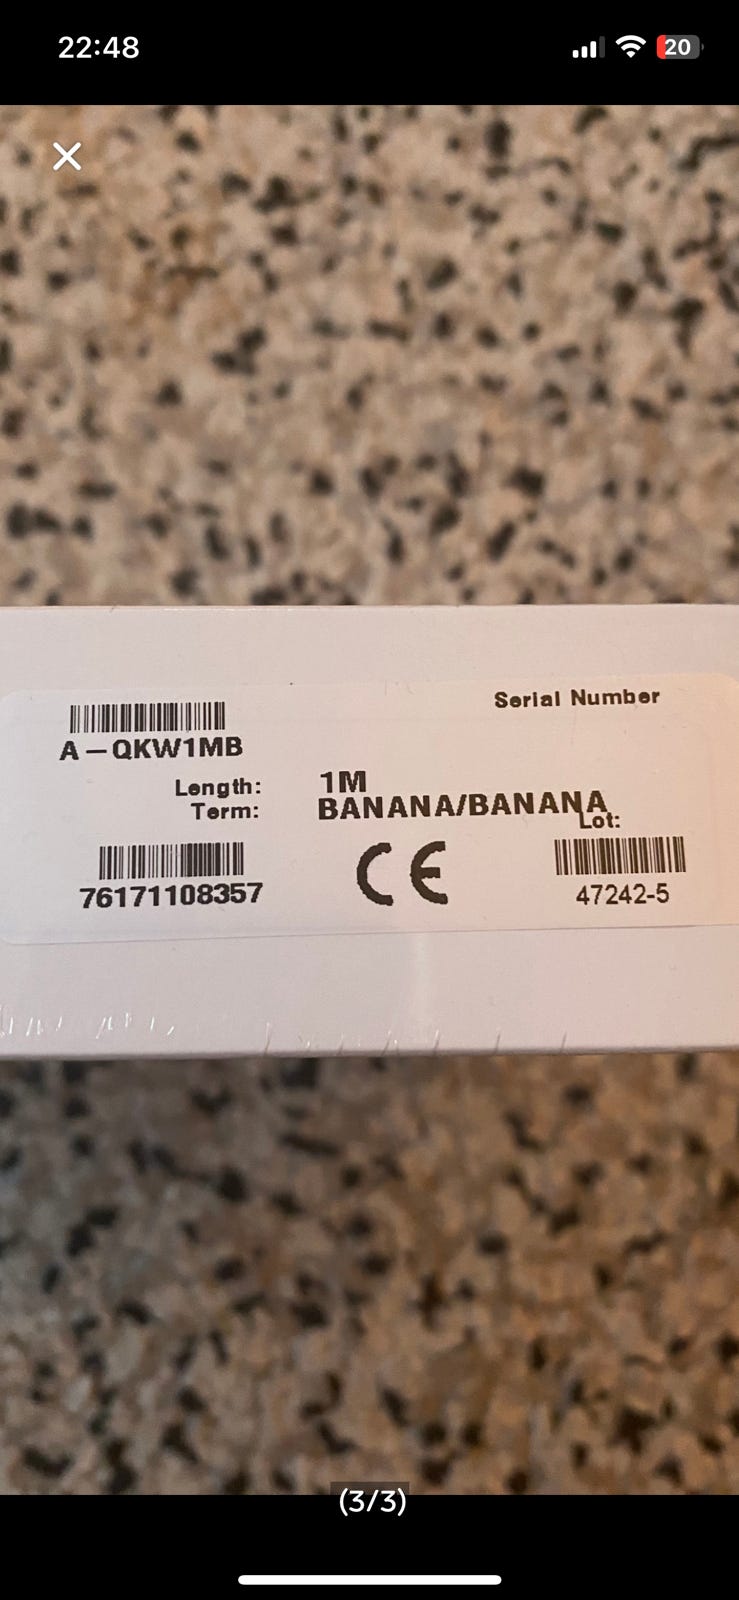 22:48
20
Serial Number
A-QKW1MB
Length: 1M
Term: BANANA/BANANA
Lot:
76171108357
CE
47242-5
(3/3)